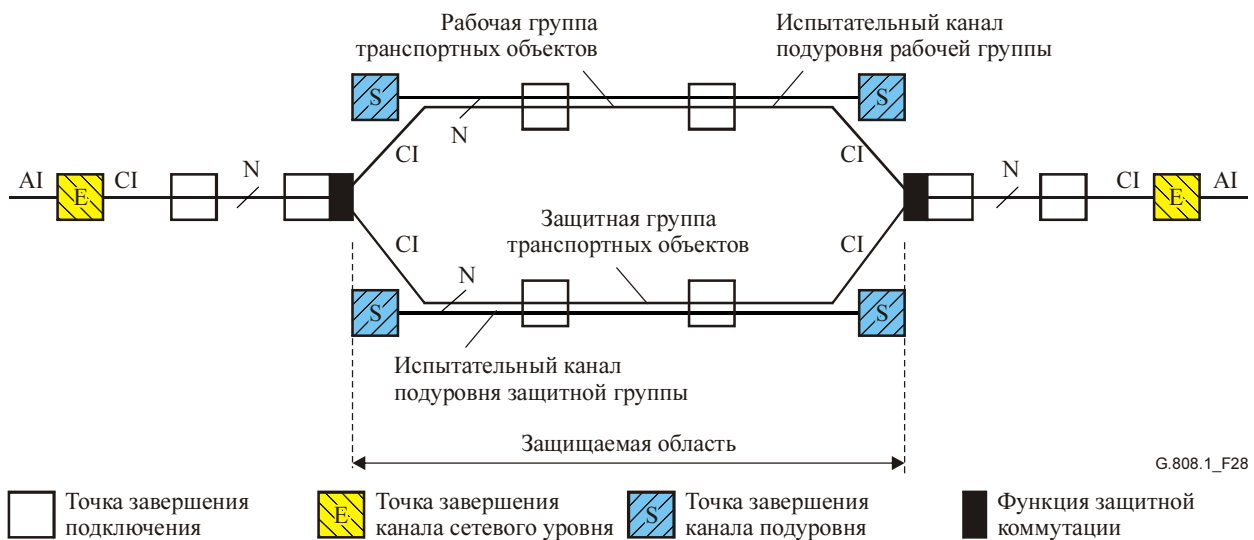 Рабочая группа
транспортных объектов
Испытательный канал
подуровня рабочей группы
S
S
N
CI
CI
AI
E
CI
N
N
CI
E
AI
CI
Защитная группа
транспортных объектов
CI
N
S
S
Испытательный канал
подуровня защитной группы
Защищаемая область
G.808.1_F28
Точка завершения
подключения
E
Точка завершения
канала сетевого уровня
S
Точка завершения
канала подуровня
Функция защитной
коммутации